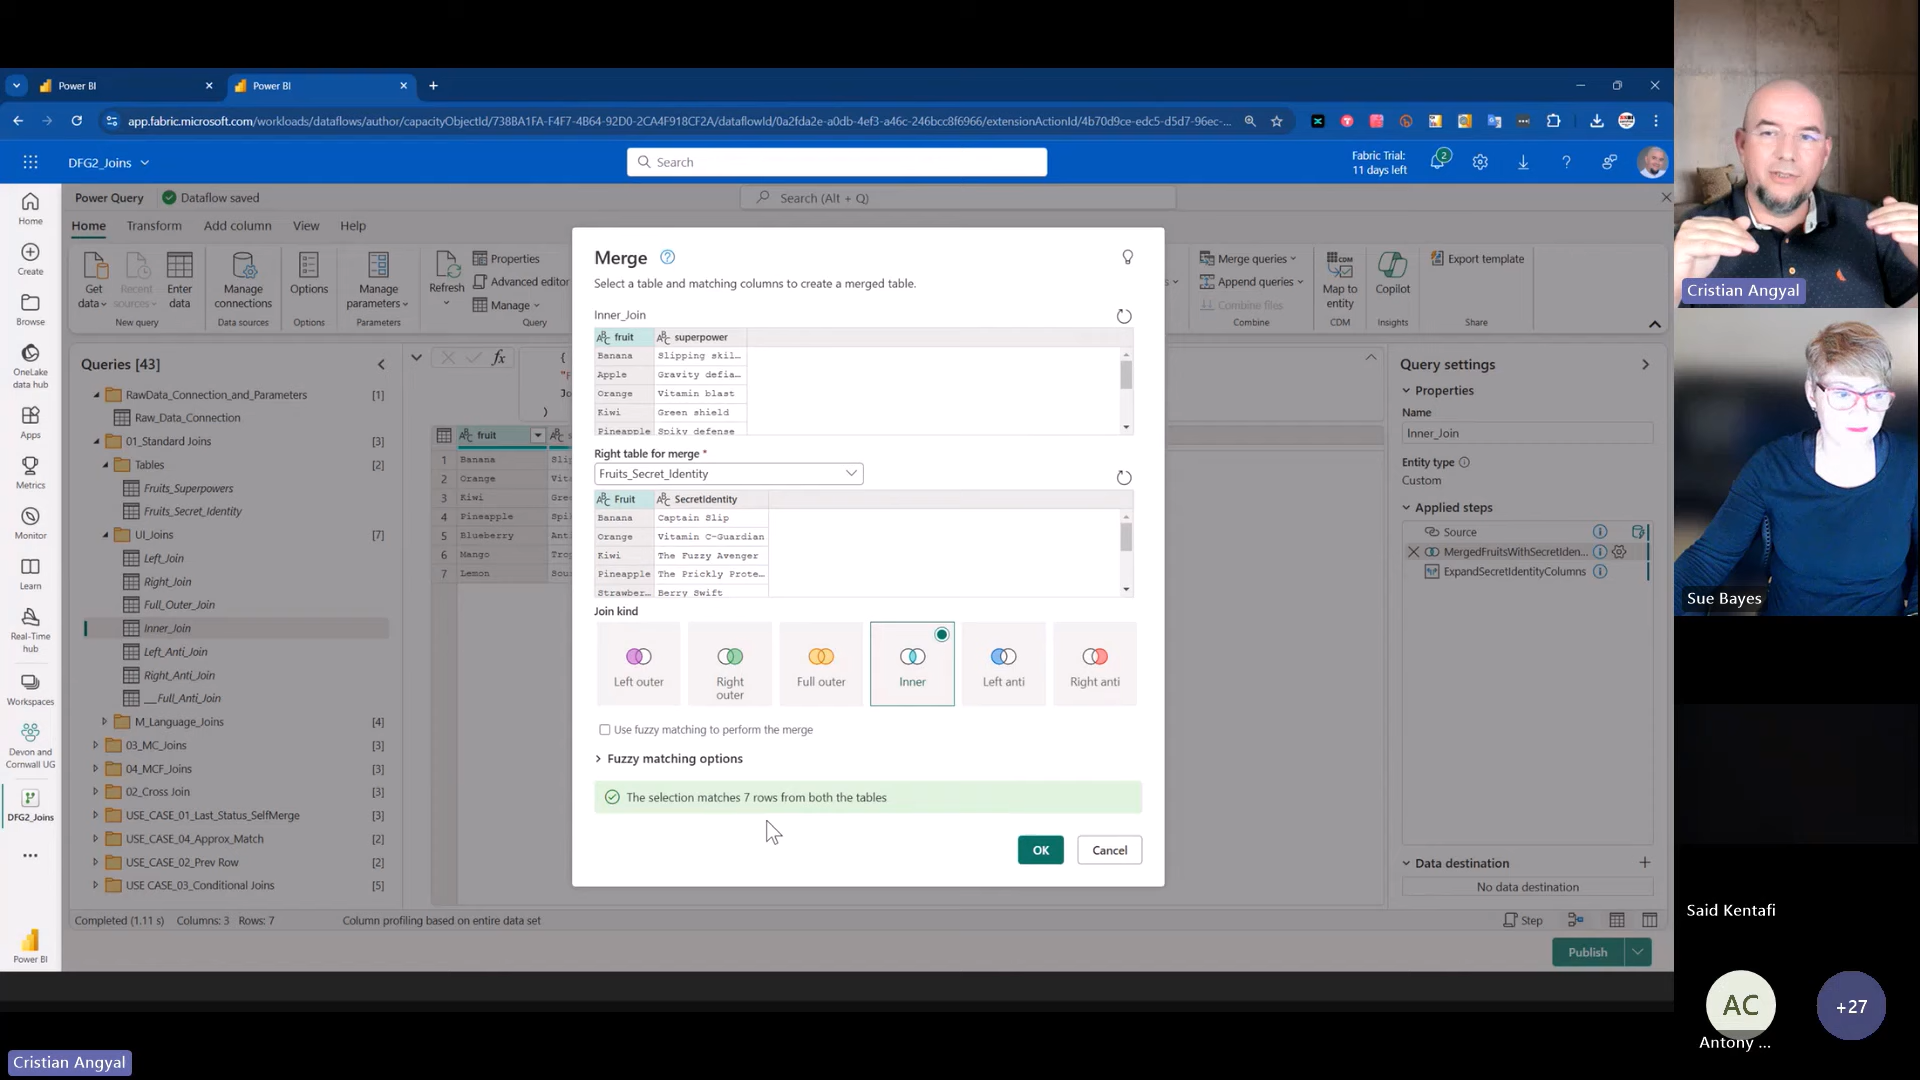 Power BI
Power BI
app.fabric.microsoft.com/workloads/dataflows/author/capacityObjectId/738BA1FA-F4F7-4B64-92D0-2CA4F918CF2A/dataflowId/0a2fda2e-a0db-4ef3-a46c-246bcc8f6966/extensionActionId/4b70d9ce-edc5-d5d7-96ec-...
DFG2_Joins
Search
Fabric Trial:
11 days left
2
Home
Create
Browse
OneLake
data hub
Apps
Metrics
Monitor
Learn
Real-Time
hub
Workspaces
Devon and
Cornwall UG
DFG2_Joins
Power BI
Power Query
Dataflow saved
Search (Alt + Q)
Home
Transform
Add column
View
Help
Get
data
Recent
sources
Enter
data
New query
Manage
connections
Data sources
Options
Options
Manage
parameters
Parameters
Refresh
Properties
Advanced editor
Manage
Query
Merge queries
Append queries
Combine files
Combine
Map to
entity
CDM
Copilot
Insights
Export template
Share
Queries [43]
RawData_Connection_and_Parameters [1]
Raw_Data_Connection
01_Standard Joins [3]
Tables [2]
Fruits_Superpowers
Fruits_Secret_Identity
UI_Joins [7]
Left_Join
Right_Join
Full_Outer_Join
Inner_Join
Left_Anti_Join
Right_Anti_Join
__Full_Anti_Join
M_Language_Joins [4]
03_MC_Joins [3]
04_MCF_Joins [3]
02_Cross Join [3]
USE_CASE_01_Last_Status_SelfMerge [3]
USE_CASE_04_Approx_Match [2]
USE_CASE_02_Prev Row [2]
USE CASE_03_Conditional Joins [5]
Completed (1.11 s) Columns: 3 Rows: 7
Column profiling based on entire data set
fx
{
)
fruit
1 Banana
2 Orange
3 Kiwi
4 Pineapple
5 Blueberry
6 Mango
7 Lemon
Merge
Select a table and matching columns to create a merged table.
Inner_Join
fruit superpower
Banana Slipping skil...
Apple Gravity defia...
Orange Vitamin blast
Kiwi Green shield
Pineapple Spiky defense
Right table for merge *
Fruits_Secret_Identity
Fruit SecretIdentity
Banana Captain Slip
Orange Vitamin C-Guardian
Kiwi The Fuzzy Avenger
Pineapple The Prickly Prote...
Strawber... Berry Swift
Join kind
Left outer
Right
outer
Full outer
Inner
Left anti
Right anti
Use fuzzy matching to perform the merge
Fuzzy matching options
The selection matches 7 rows from both the tables
OK
Cancel
Query settings
Properties
Name
Inner_Join
Entity type
Custom
Applied steps
Source
MergedFruitsWithSecretIden...
ExpandSecretIdentityColumns
Data destination
No data destination
Step
Publish
Cristian Angyal
Sue Bayes
Said Kentafi
AC
Antony ...
+27
Cristian Angyal